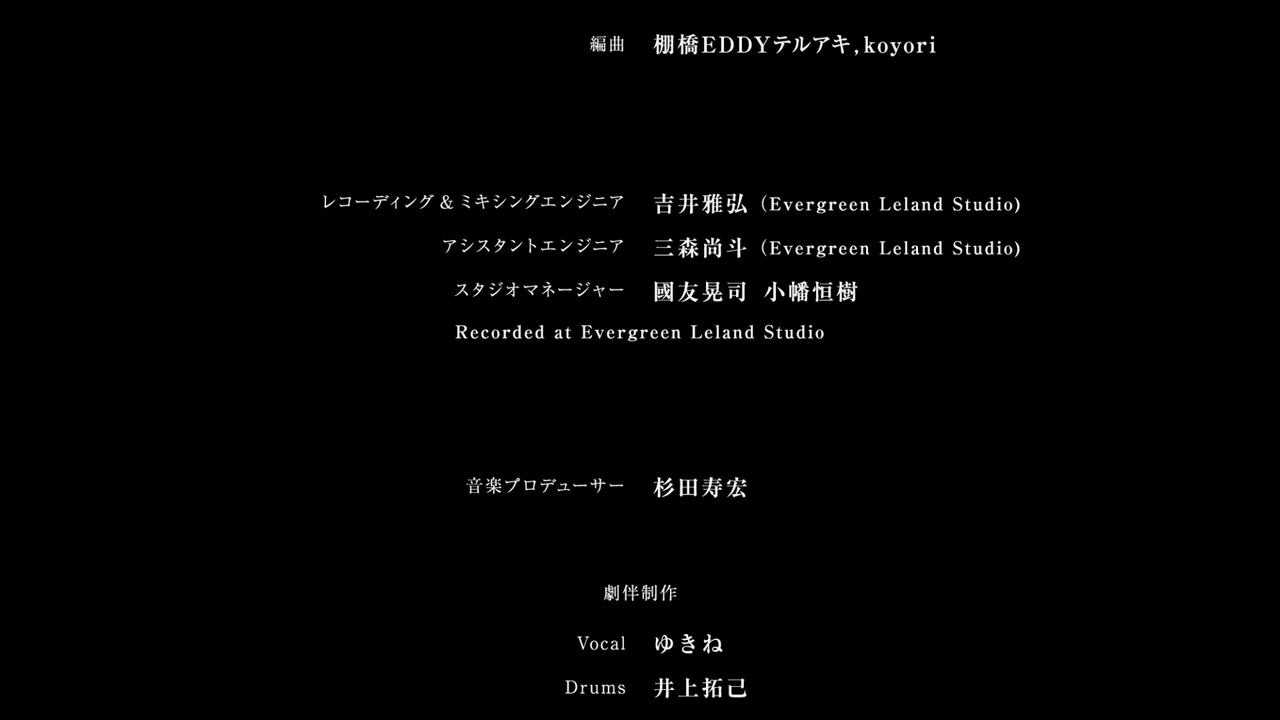 編曲 棚橋EDDYテルアキ,koyori
レコーディング & ミキシングエンジニア 吉井雅弘 (Evergreen Leland Studio)
アシスタントエンジニア 三森尚斗 (Evergreen Leland Studio)
スタジオマネージャー 國友晃司 小幡恒樹
Recorded at Evergreen Leland Studio
音楽プロデューサー 杉田寿宏
劇伴制作
Vocal ゆきね
Drums 井上拓己